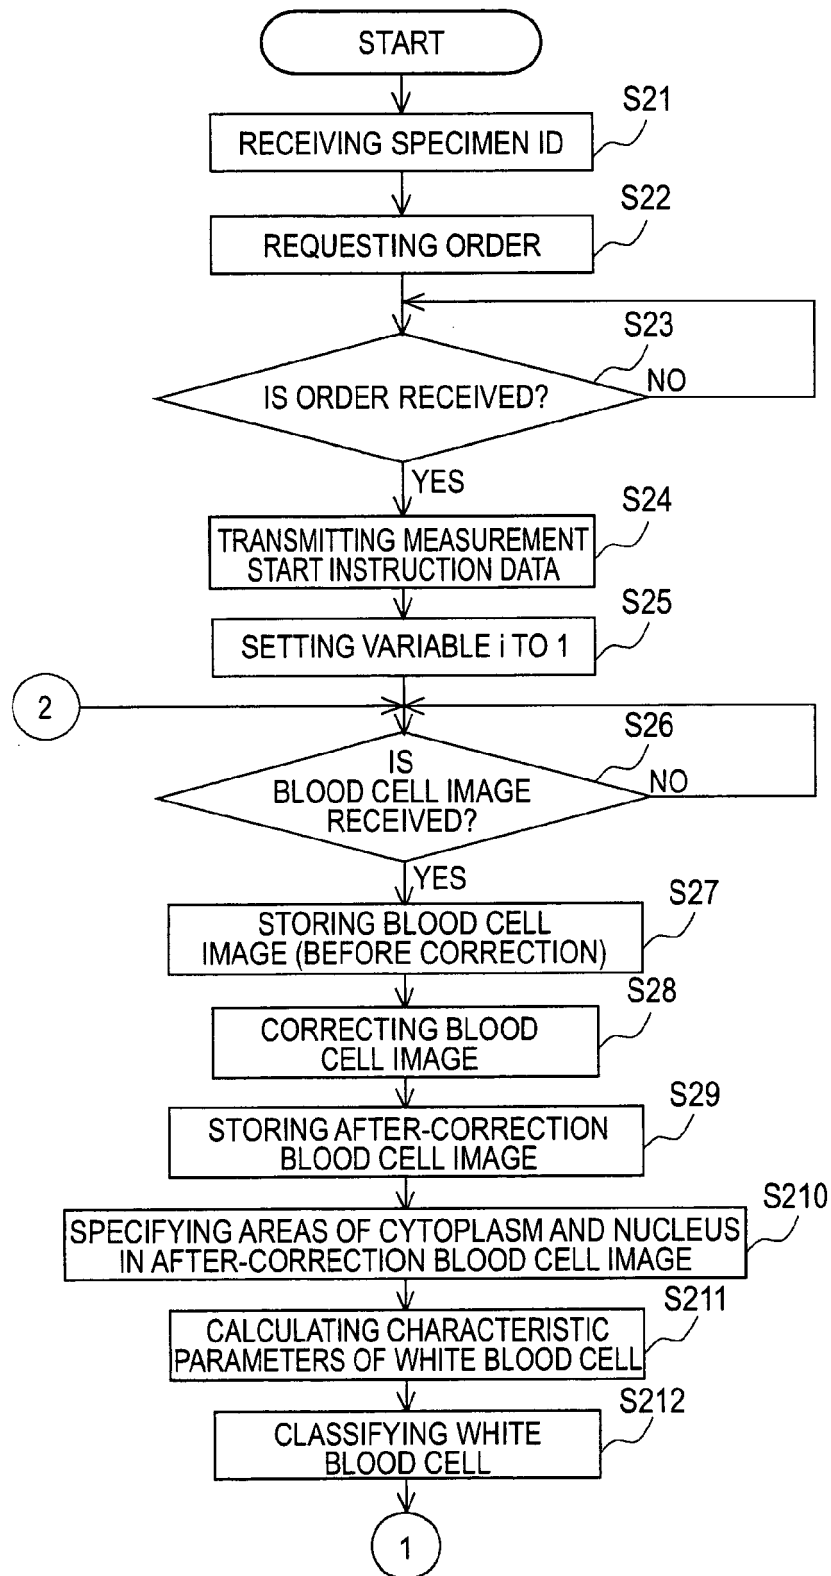 START
S21
RECEIVING SPECIMEN ID
S22
REQUESTING ORDER
S23
IS ORDER RECEIVED?
NO
YES
S24
TRANSMITTING MEASUREMENT
START INSTRUCTION DATA
S25
SETTING VARIABLE i TO 1
2
S26
IS
BLOOD CELL IMAGE
RECEIVED?
NO
YES
S27
STORING BLOOD CELL
IMAGE (BEFORE CORRECTION)
S28
CORRECTING BLOOD
CELL IMAGE
S29
STORING AFTER-CORRECTION
BLOOD CELL IMAGE
S210
SPECIFYING AREAS OF CYTOPLASM AND NUCLEUS
IN AFTER-CORRECTION BLOOD CELL IMAGE
S211
CALCULATING CHARACTERISTIC
PARAMETERS OF WHITE BLOOD CELL
S212
CLASSIFYING WHITE
BLOOD CELL
1